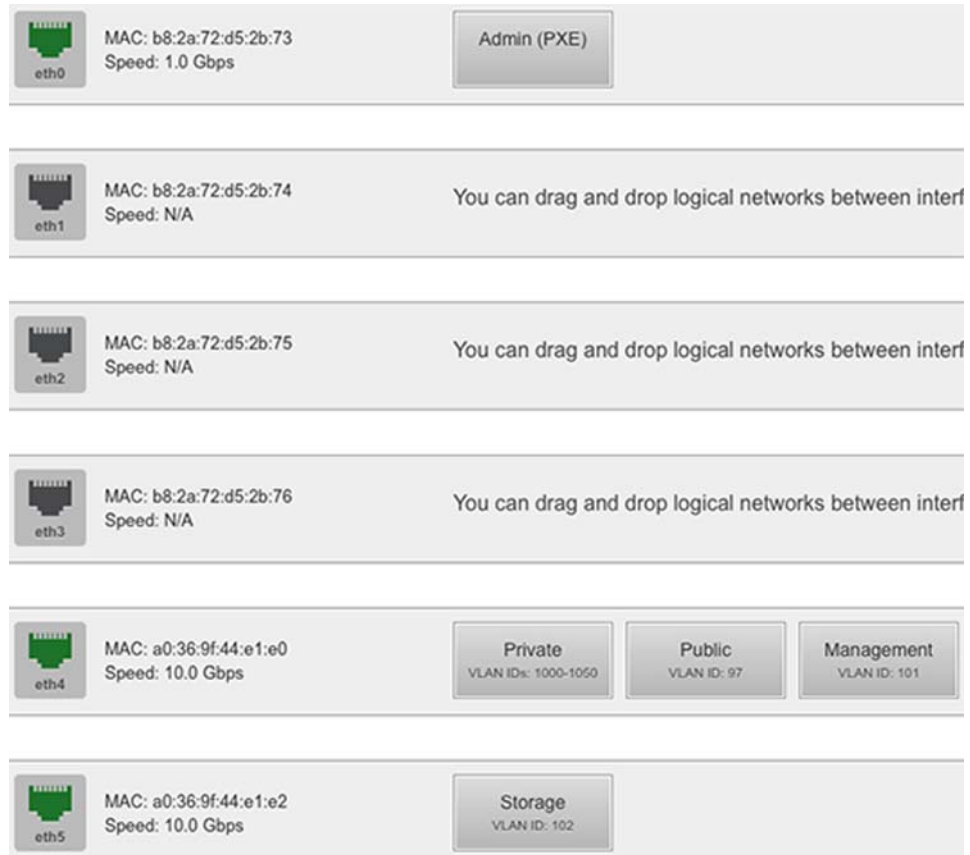 eth0
MAC: b8:2a:72:d5:2b:73
Speed: 1.0 Gbps
Admin (PXE)
eth1
MAC: b8:2a:72:d5:2b:74
Speed: N/A
You can drag and drop logical networks between interf
eth2
MAC: b8:2a:72:d5:2b:75
Speed: N/A
You can drag and drop logical networks between interf
eth3
MAC: b8:2a:72:d5:2b:76
Speed: N/A
You can drag and drop logical networks between interf
eth4
MAC: a0:36:9f:44:e1:e0
Speed: 10.0 Gbps
Private
VLAN IDs: 1000-1050
Public
VLAN ID: 97
Management
VLAN ID: 101
eth5
MAC: a0:36:9f:44:e1:e2
Speed: 10.0 Gbps
Storage
VLAN ID: 102